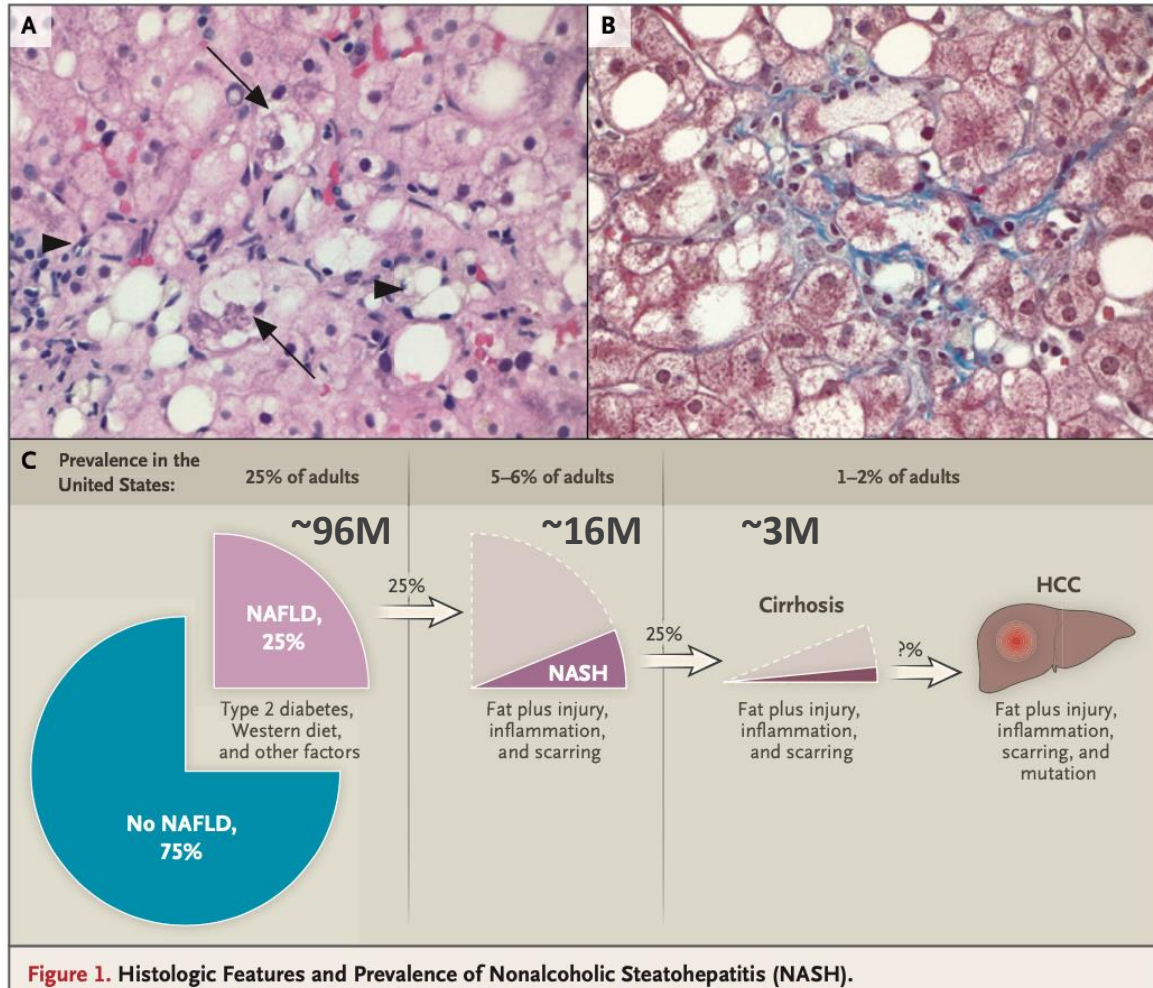 A
B
C
Prevalence in the
United States:
25% of adults
5–6% of adults
1–2% of adults
~96M
~16M
~3M
NAFLD,
25%
25%
NASH
25%
Cirrhosis
?%
HCC
Type 2 diabetes,
Western diet,
and other factors
Fat plus injury,
inflammation,
and scarring
Fat plus injury,
inflammation,
and scarring
Fat plus injury,
inflammation,
scarring, and
mutation
No NAFLD,
75%
Figure 1. Histologic Features and Prevalence of Nonalcoholic Steatohepatitis (NASH).